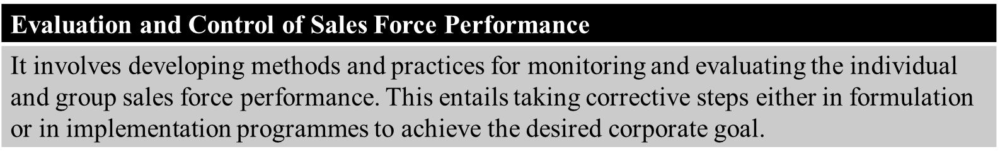 Evaluation and Control of Sales Force Performance
It involves developing methods and practices for monitoring and evaluating the individual
and group sales force performance. This entails taking corrective steps either in formulation
or in implementation programmes to achieve the desired corporate goal.